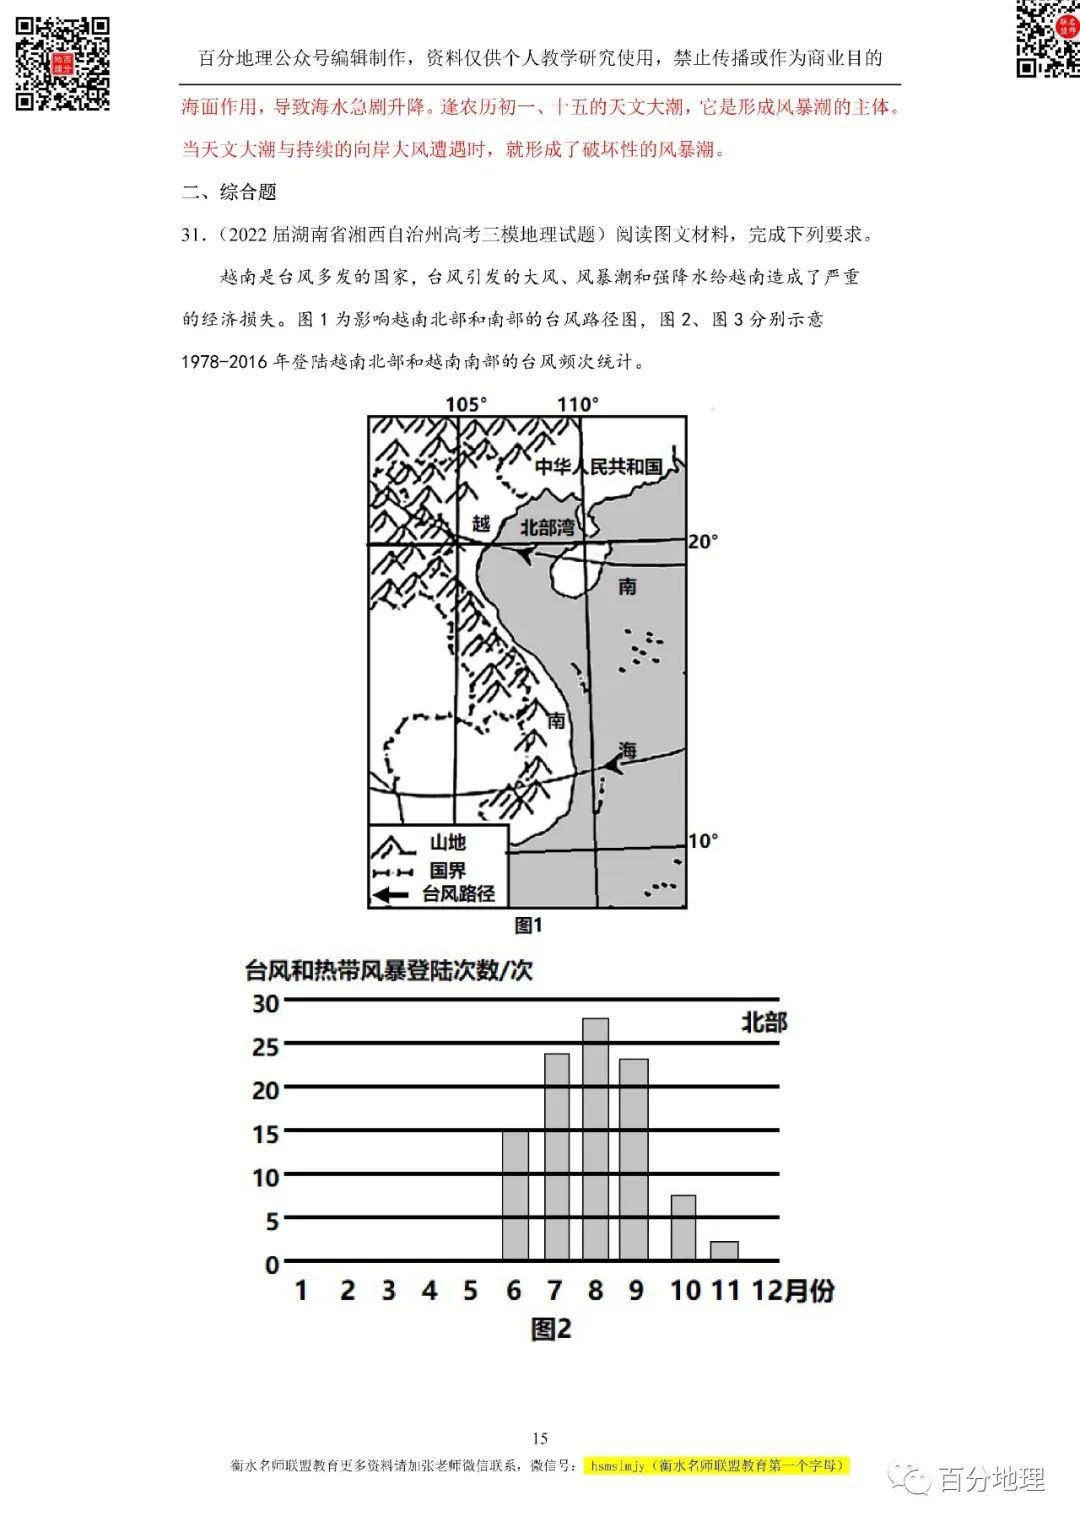 百分地理公众号编辑制作，资料仅供个人教学研究使用，禁止传播或作为商业目的
海面作用，导致海水急剧升降。逢农历初一、十五的天文大潮，它是形成风暴潮的主体。
当天文大潮与持续的向岸大风遭遇时，就形成了破坏性的风暴潮。
二、综合题
31.（2022 届湖南省湘西自治州高考三模地理试题）阅读图文材料，完成下列要求。
越南是台风多发的国家，台风引发的大风、风暴潮和强降水给越南造成了严重
的经济损失。图 1 为影响越南北部和南部的台风路径图，图 2、图 3 分别示意
1978-2016 年登陆越南北部和越南南部的台风频次统计。
105° 110°
中华人民共和国
越 北部湾
20°
南
南
海
10°
山地
国界
台风路径
图1
台风和热带风暴登陆次数/次
30
北部
25
20
15
10
5
0
1 2 3 4 5 6 7 8 9 10 11 12月份
图2
15
衡水名师联盟教育更多资料请加张老师微信联系，微信号： hsmslmjy（衡水名师联盟教育第一个字母）
百分地理
百分地理
联名盟师